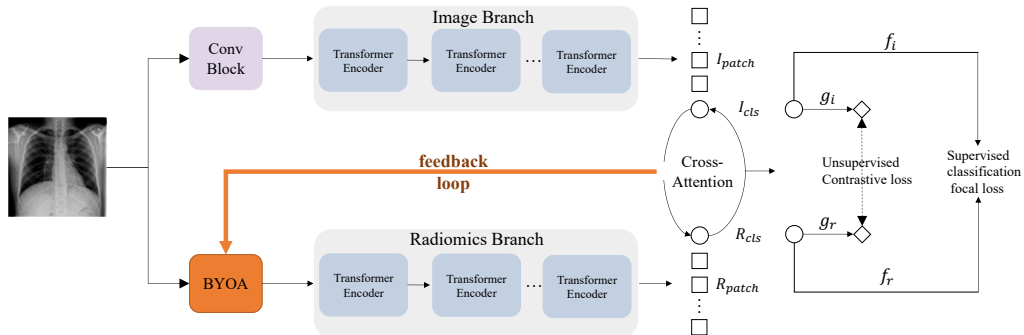 Image Branch
Conv
Block
Transformer
Encoder
Transformer
Encoder
...
Transformer
Encoder
I_patch
I_cls
f_i
g_i
feedback
loop
Cross-
Attention
Unsupervised
Contrastive loss
Supervised
classification
focal loss
Radiomics Branch
BYOA
Transformer
Encoder
Transformer
Encoder
...
Transformer
Encoder
R_cls
R_patch
g_r
f_r